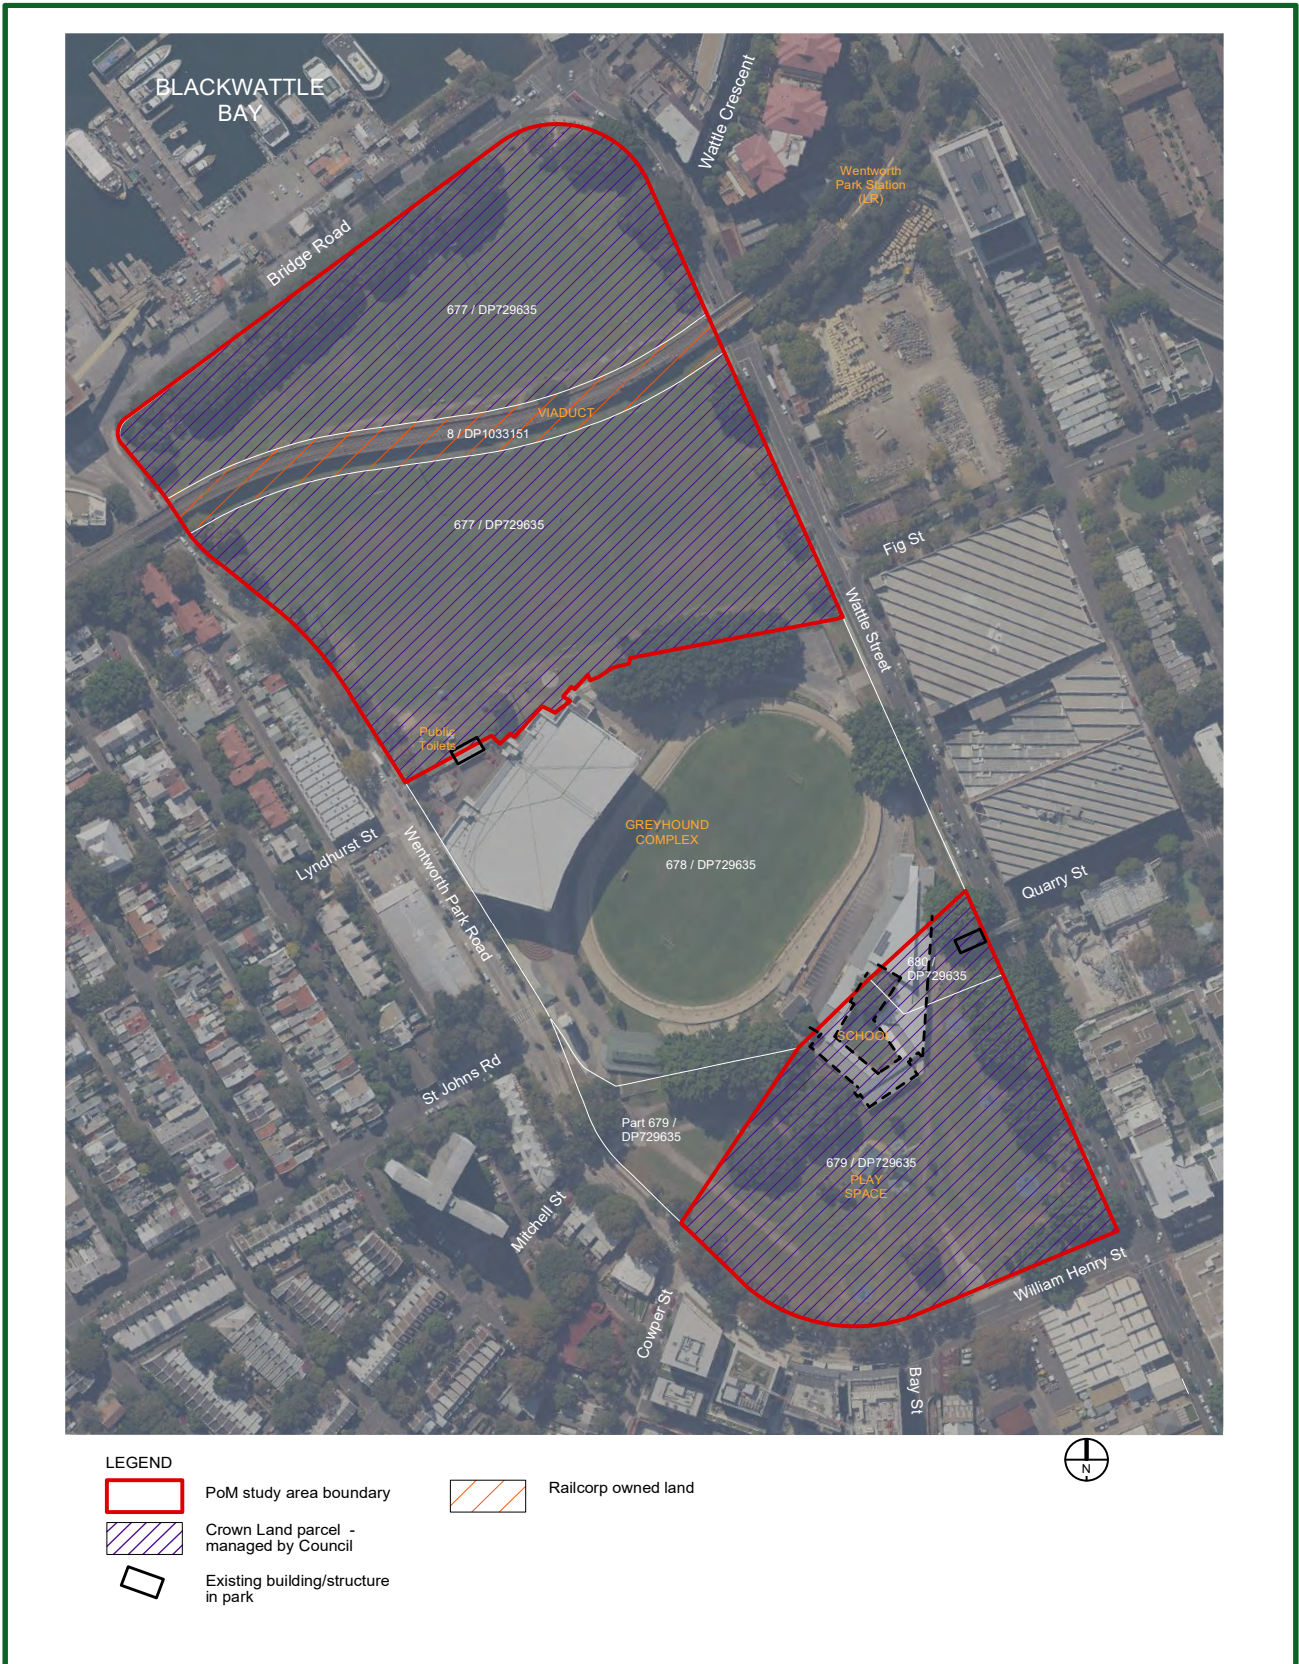 BLACKWATTLE
BAY
Wattle Crescent
Wentworth
Park Station
(LR)
Bridge Road
677 / DP729635
VIADUCT
8 / DP1033151
677 / DP729635
Fig St
Wattle Street
Public
Toilets
Lyndhurst St
Wentworth Park Road
GREYHOUND
COMPLEX
678 / DP729635
Quarry St
680 /
DP729635
SCHOOL
St Johns Rd
Part 679 /
DP729635
679 / DP729635
PLAY
SPACE
Mitchell St
William Henry St
Cowper St
Bay St
LEGEND
PoM study area boundary
Railcorp owned land
Crown Land parcel -
managed by Council
Existing building/structure
in park
N